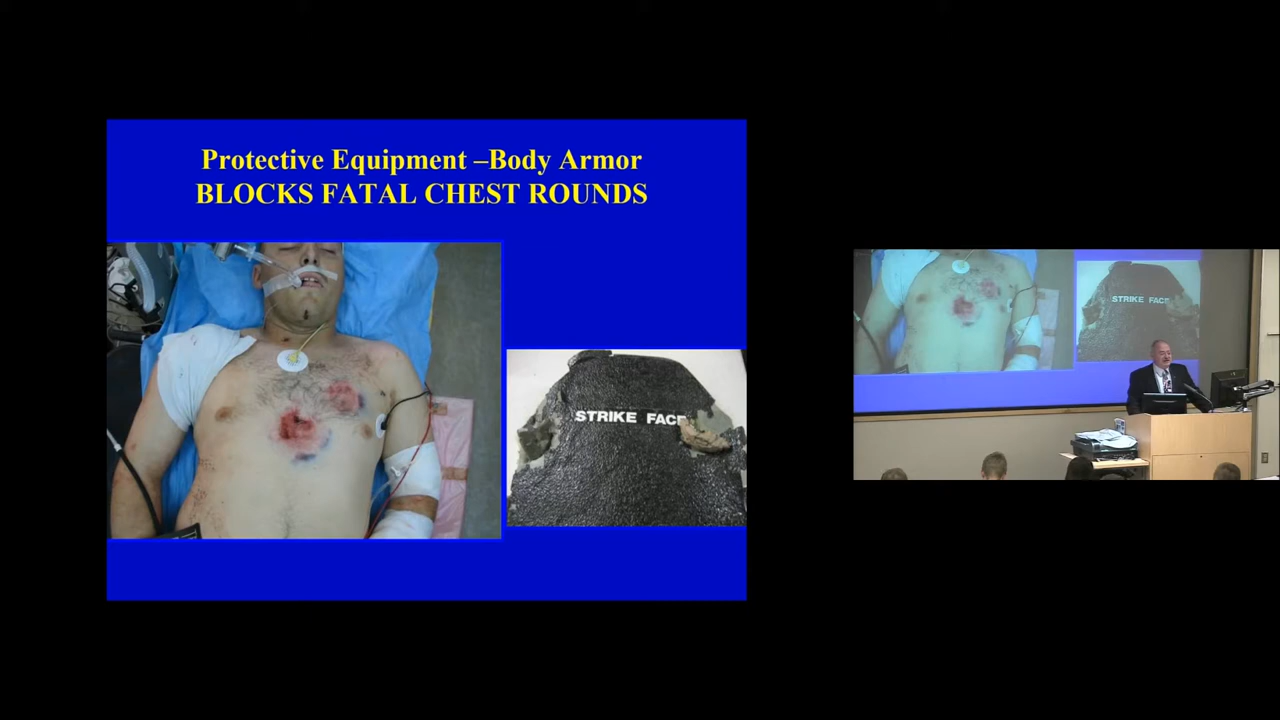 Protective Equipment –Body Armor
BLOCKS FATAL CHEST ROUNDS
STRIKE FACE
STRIKE FACE